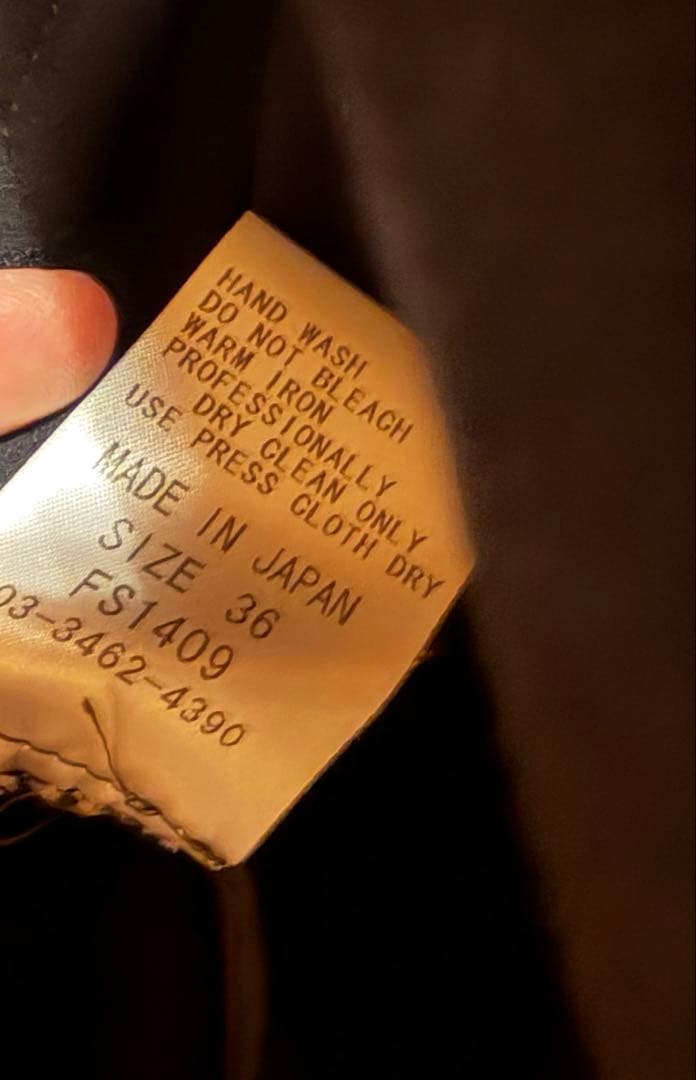 HAND WASH
DO NOT BLEACH
WARM IRON
PROFESSIONALLY
DRY CLEAN ONLY
USE PRESS CLOTH DRY
MADE IN JAPAN
SIZE 36
FS1409
03-3462-4390